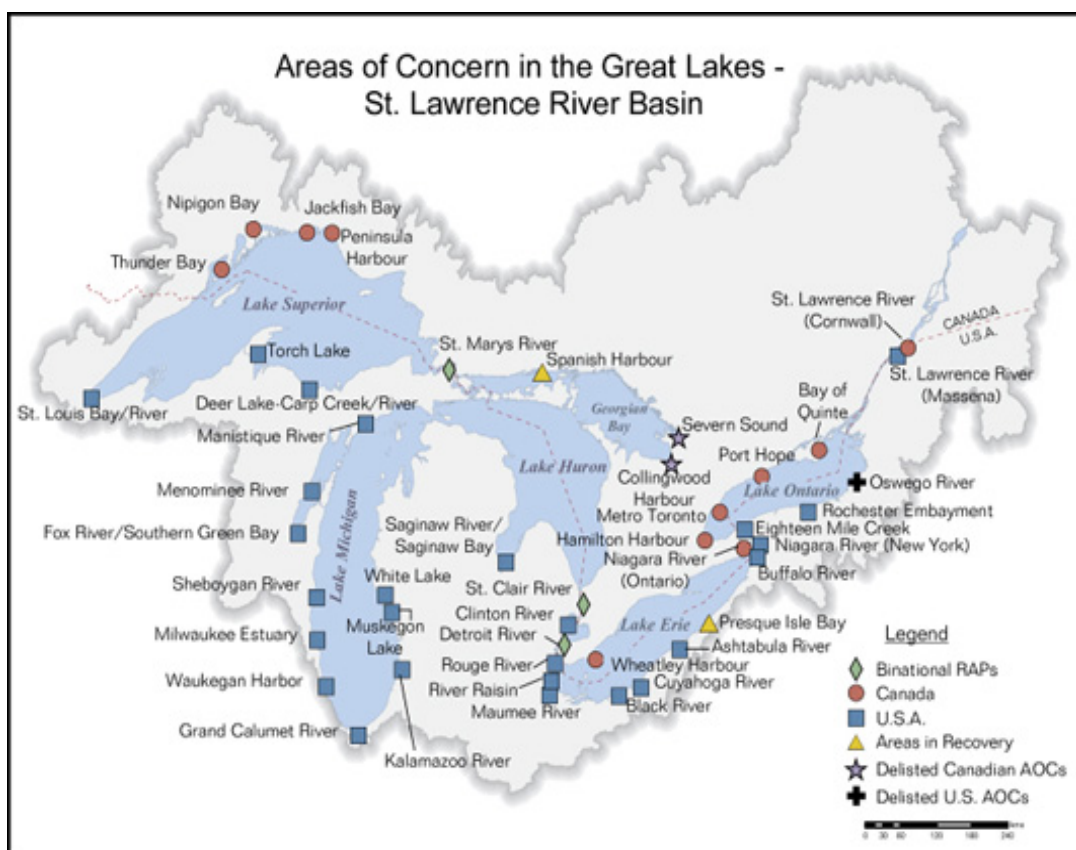 Areas of Concern in the Great Lakes -
St. Lawrence River Basin
Nipigon Bay
Jackfish Bay
Peninsula
Harbour
Thunder Bay
Lake Superior
St. Lawrence River
(Cornwall)
CANADA
U.S.A.
St. Marys River
Spanish Harbour
Torch Lake
St. Lawrence River
(Massena)
St. Louis Bay/River
Deer Lake-Carp Creek/River
Manistique River
Georgian
Bay
Severn Sound
Bay of
Quinte
Port Hope
Lake Huron
Collingwood
Harbour
Lake Ontario
Oswego River
Menominee River
Metro Toronto
Rochester Embayment
Fox River/Southern Green Bay
Lake Michigan
Saginaw River/
Saginaw Bay
Hamilton Harbour
Eighteen Mile Creek
Niagara River
(Ontario)
Niagara River (New York)
Buffalo River
Sheboygan River
White Lake
St. Clair River
Muskegon
Lake
Clinton River
Lake Erie
Presque Isle Bay
Milwaukee Estuary
Detroit River
Ashtabula River
Rouge River
Wheatley Harbour
Waukegan Harbor
River Raisin
Cuyahoga River
Maumee River
Black River
Grand Calumet River
Kalamazoo River
Legend
Binational RAPs
Canada
U.S.A.
Areas in Recovery
Delisted Canadian AOCs
Delisted U.S. AOCs
0 30 60 120 180 240